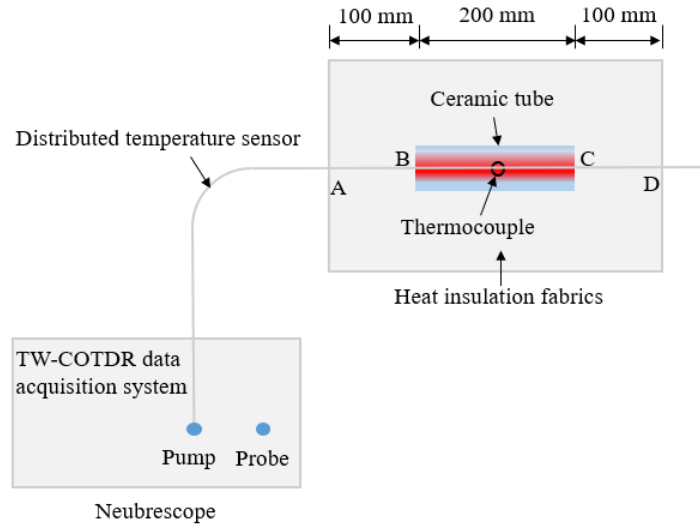 100 mm 200 mm 100 mm
Ceramic tube
Distributed temperature sensor
B C
A D
Thermocouple
Heat insulation fabrics
TW-COTDR data
acquisition system
Pump Probe
Neubrescope